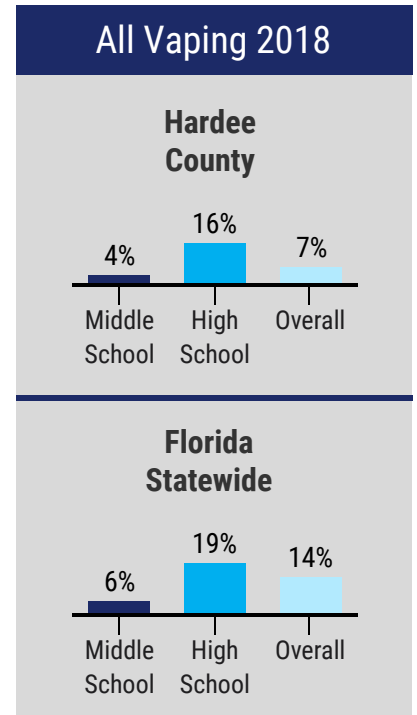 All Vaping 2018
Hardee
County
4%
16%
7%
Middle
School
High
School
Overall
Florida
Statewide
6%
19%
14%
Middle
School
High
School
Overall